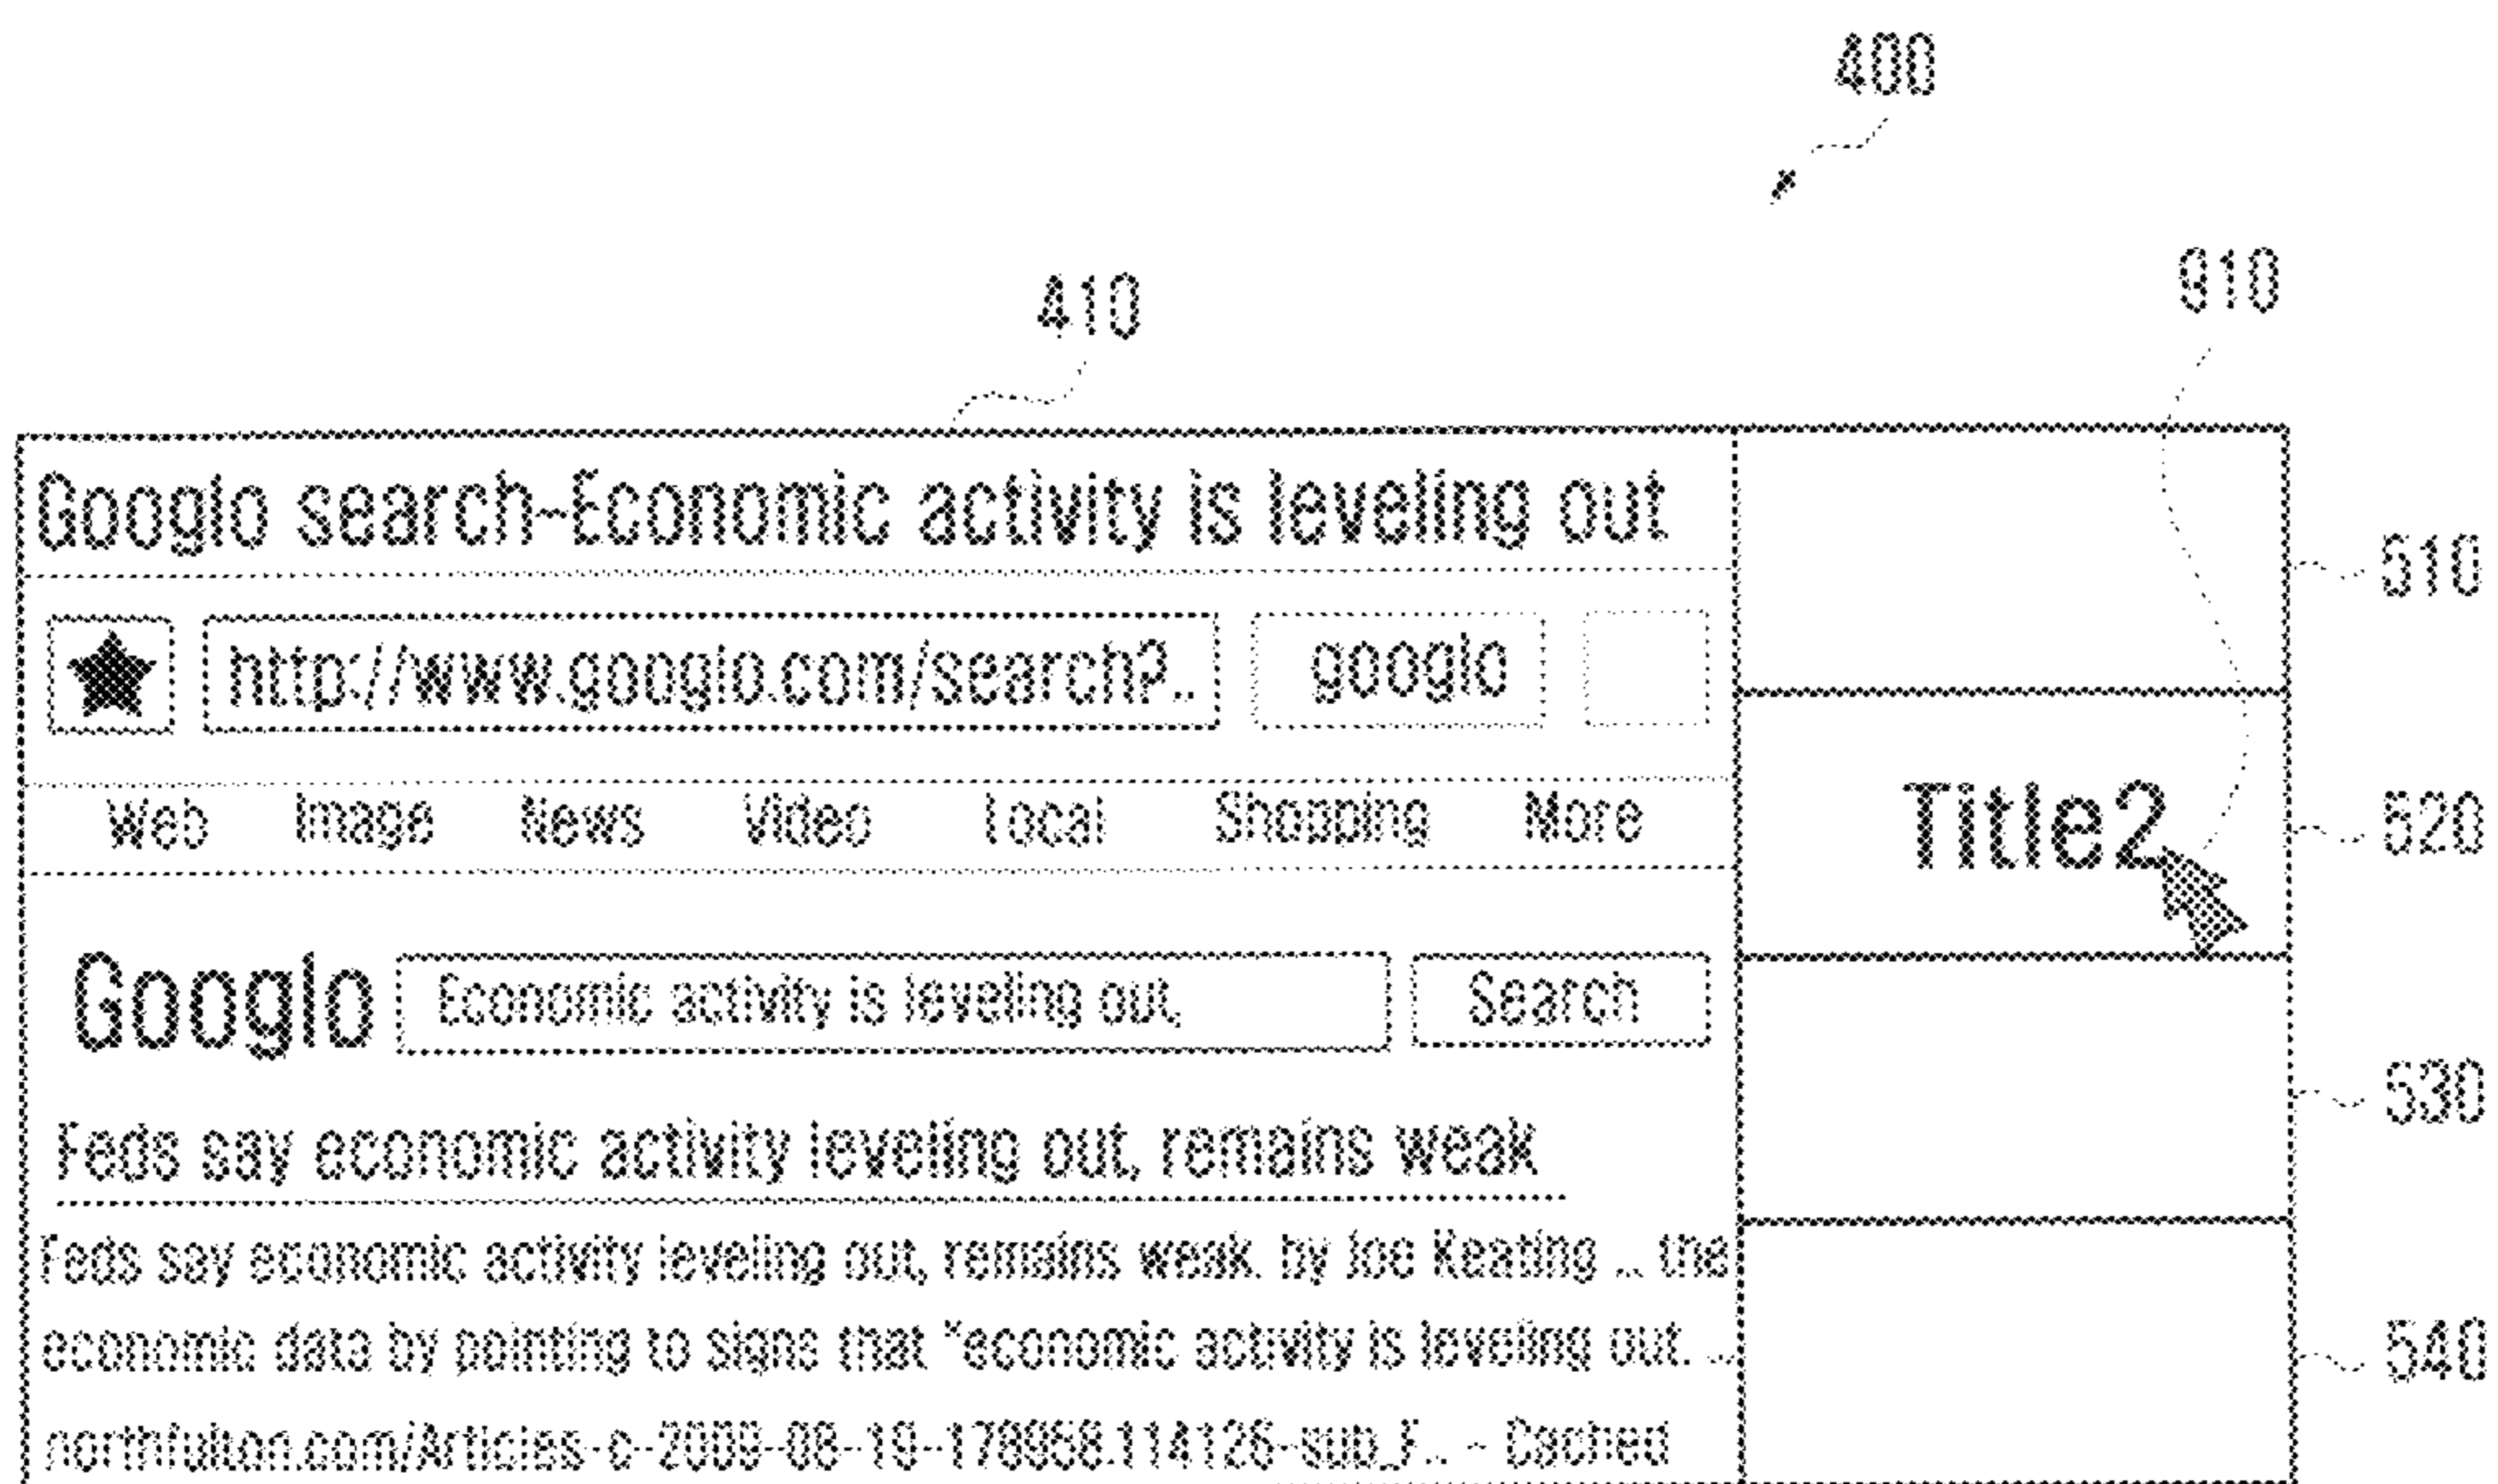 400
910
410
Googlo search-Economic activity is leveling out
510
http://www.googlo.com/search?..
googlo
Web Image News Video Local Shopping More
Title2
520
Googlo Economic activity is leveling out, Search
530
Feds say economic activity leveling out, remains weak
Feds say economic activity leveling out, remains weak by Joe Keating ... the
economic data by pointing to signs that "economic activity is leveling out. ...
540
northfulton.com/Articles-c-2009-08-19- - Cached